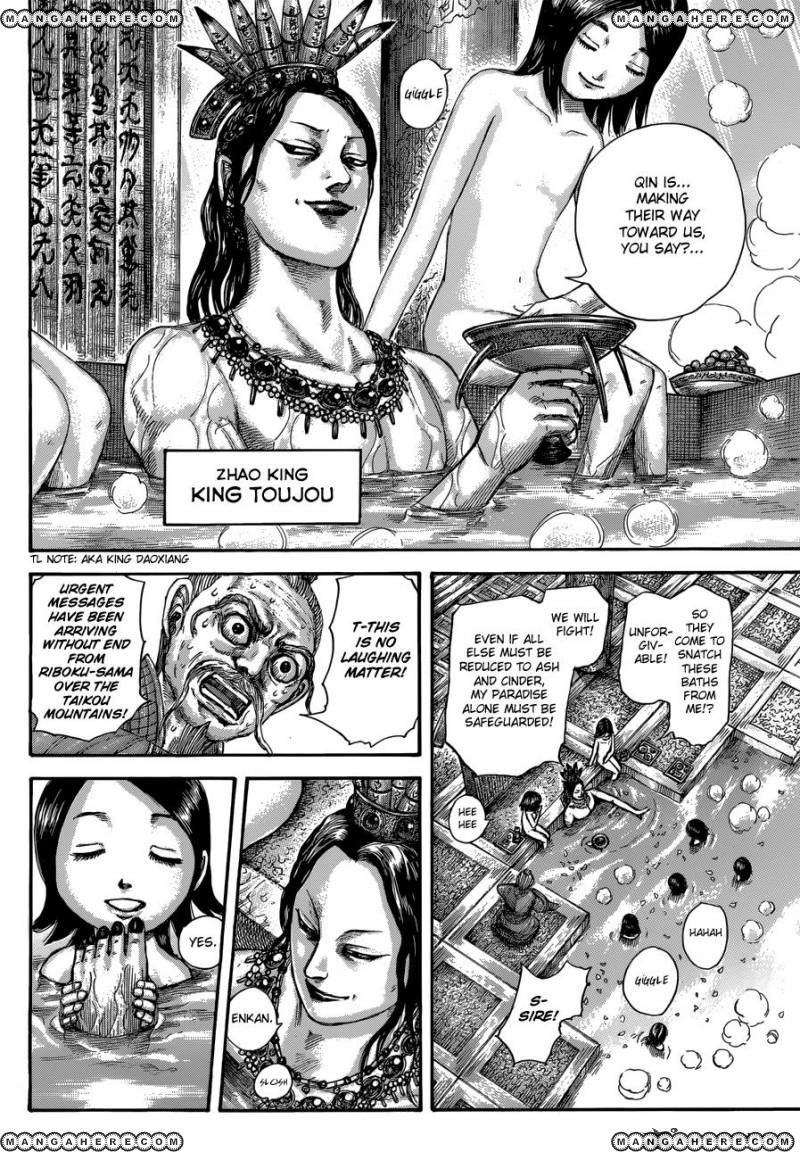 MANGAHERE.COM
MANGAHERE.COM
GIGGLE
QIN IS...
MAKING
THEIR WAY
TOWARD US,
YOU SAY?...
ZHAO KING
KING TOUJOU
TL NOTE: AKA KING DAOXIANG
T-THIS
IS NO
LAUGHING
MATTER!
URGENT
MESSAGES
HAVE BEEN
ARRIVING
WITHOUT END
FROM
RIBOKU-SAMA
OVER THE
TAIKOU
MOUNTAINS!
SO
THEY
COME TO
SNATCH
THESE
BATHS
FROM
ME!?
UNFOR-
GIV-
ABLE!
WE WILL
FIGHT!
EVEN IF ALL
ELSE MUST BE
REDUCED TO ASH
AND CINDER,
MY PARADISE
ALONE MUST BE
SAFEGUARDED!
HEE
HEE
HAHAH
GIGGLE
S-
SIRE!
ENKAN.
SLOSH
YES.
MANGAHERE.COM
MANGAHERE.COM